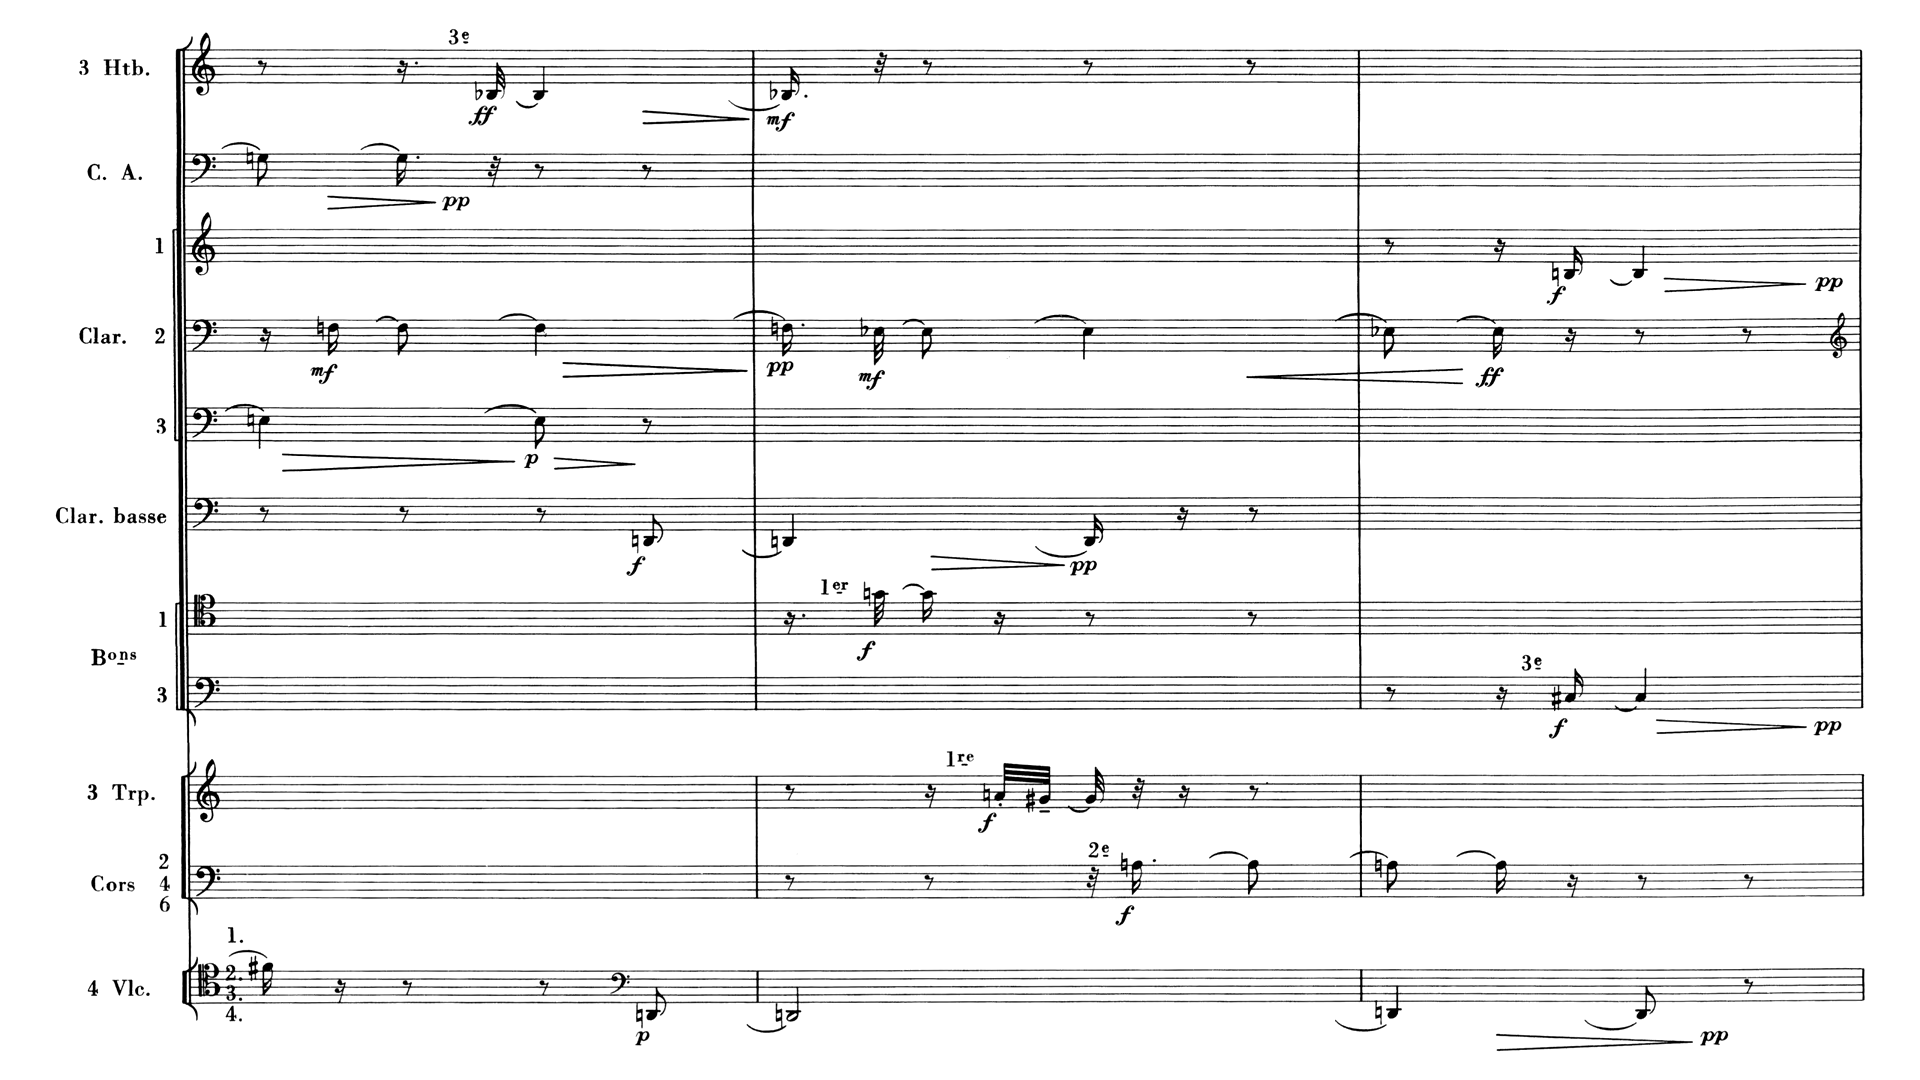 3e
3 Htb.
ff
mf
C. A.
pp
1
f
pp
Clar. 2
mf
pp
mf
ff
3
p
Clar. basse
f
pp
1er
1
f
Bons
3e
3
f
pp
1re
3 Trp.
f
2e
2
Cors 4
6
f
1.
2.
4 Vlc. 3.
4.
p
pp